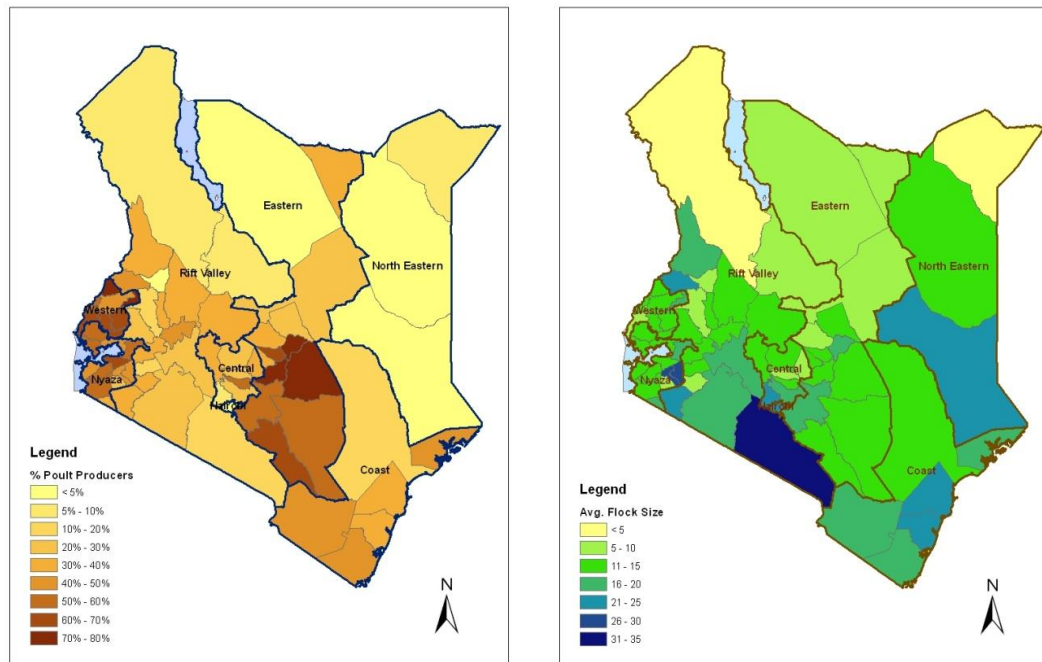 Eastern
North Eastern
Rift Valley
Western
Central
Nyaza
Nairobi
Coast
Legend
% Poult Producers
< 5%
5% - 10%
10% - 20%
20% - 30%
30% - 40%
40% - 50%
50% - 60%
60% - 70%
70% - 80%
N
Eastern
North Eastern
Rift Valley
Western
Central
Nyaza
Nairobi
Coast
Legend
Avg. Flock Size
< 5
5 - 10
11 - 15
16 - 20
21 - 25
26 - 30
31 - 35
N